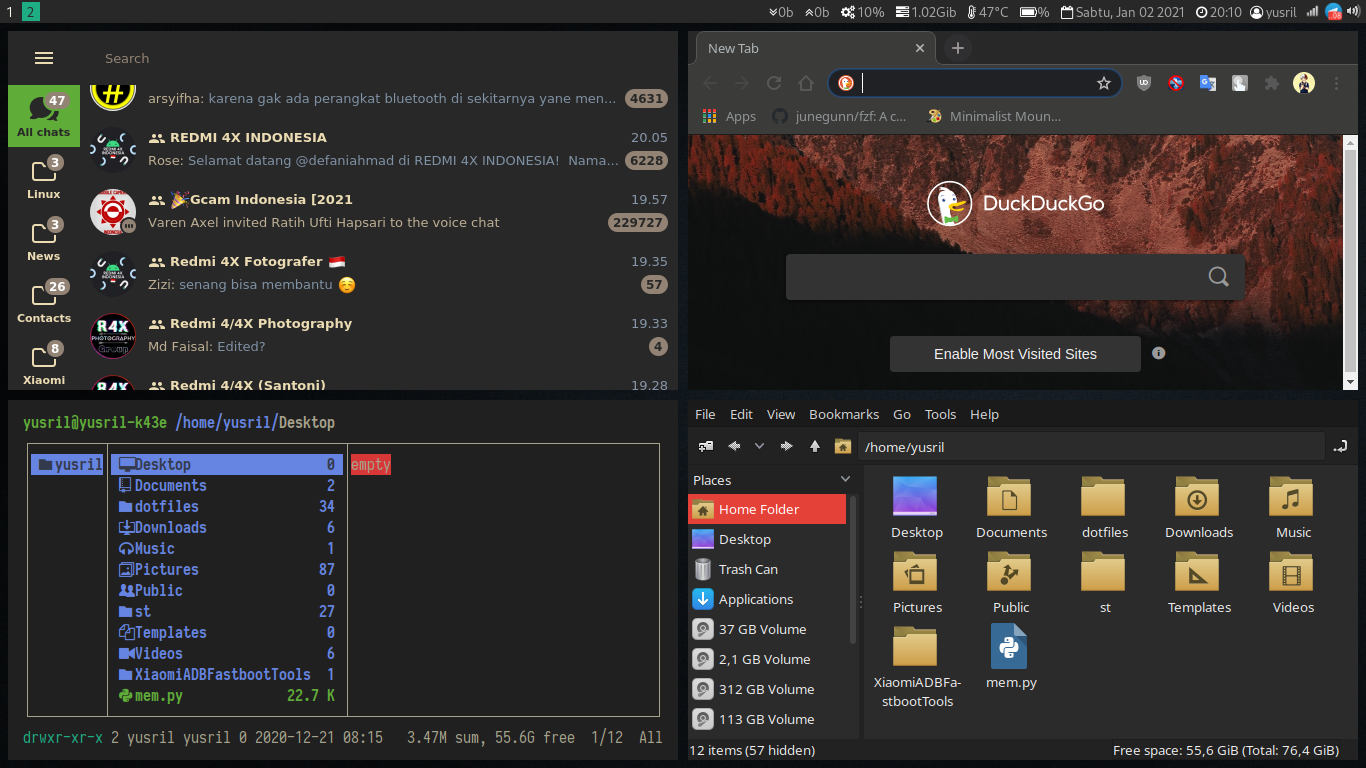 1 2 0b 0b 10% 1.02Gib 47°C % Sabtu, Jan 02 2021 20:10 yusril
Search
47
All chats
3
Linux
3
News
26
Contacts
8
Xiaomi
arsyifha: karena gak ada perangkat bluetooth di sekitarnya yane men... 4631
REDMI 4X INDONESIA 20.05
Rose: Selamat datang @defaniahmad di REDMI 4X INDONESIA! Nama... 6228
🎉Gcam Indonesia [2021 19.57
Varen Axel invited Ratih Ufti Hapsari to the voice chat 229727
Redmi 4X Fotografer 🇮🇩 19.35
Zizi: senang bisa membantu ☺️ 57
R4X
PHOTOGRAPHY
Group
Redmi 4/4X Photography 19.33
Md Faisal: Edited? 4
R4X
Redmi 4/4X (Santoni) 19.28
New Tab
Apps junegunn/fzf: A c... Minimalist Moun...
DuckDuckGo
Enable Most Visited Sites
yusril@yusril-k43e /home/yusril/Desktop
yusril Desktop 0 empty
Documents 2
dotfiles 34
Downloads 6
Music 1
Pictures 87
Public 0
st 27
Templates 0
Videos 6
XiaomiADBFastbootTools 1
mem.py 22.7 K
drwxr-xr-x 2 yusril yusril 0 2020-12-21 08:15 3.47M sum, 55.6G free 1/12 All
File Edit View Bookmarks Go Tools Help
/home/yusril
Places
Home Folder
Desktop
Trash Can
Applications
37 GB Volume
2,1 GB Volume
312 GB Volume
113 GB Volume
Desktop Documents dotfiles Downloads Music
Pictures Public st Templates Videos
XiaomiADBFa-
stbootTools
mem.py
12 items (57 hidden) Free space: 55,6 GiB (Total: 76,4 GiB)